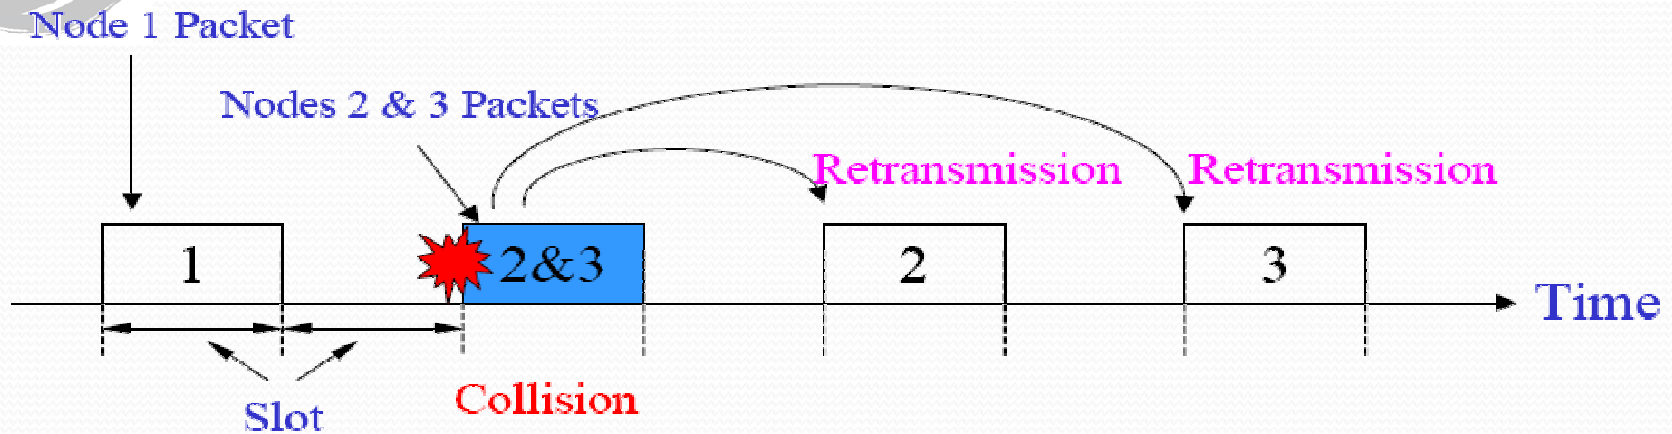 Node 1 Packet
Nodes 2 & 3 Packets
Retransmission
Retransmission
1
2&3
2
3
Time
Slot
Collision